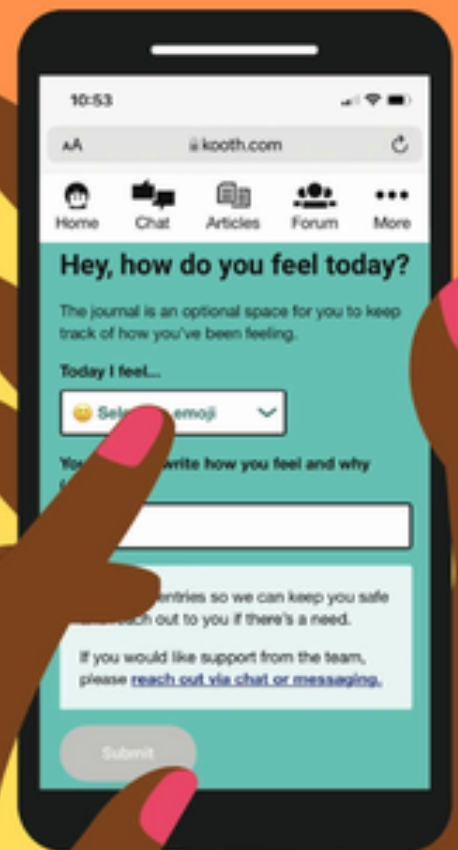 10:53
AA kooth.com
Home Chat Articles Forum More
Hey, how do you feel today?
The journal is an optional space for you to keep
track of how you've been feeling.
Today I feel...
emoji
write how you feel and why
entries so we can keep you safe
out to you if there's a need.
If you would like support from the team,
please reach out via chat or messaging.
Submit